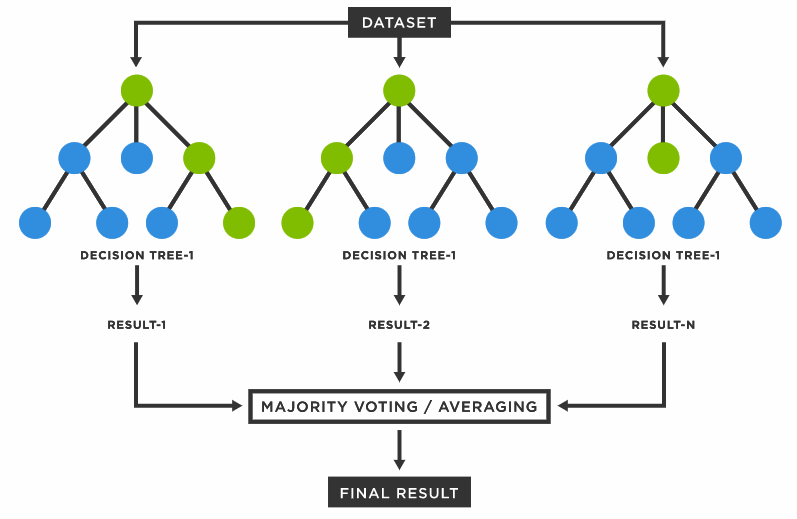 DATASET
DECISION TREE-1
DECISION TREE-1
DECISION TREE-1
RESULT-1
RESULT-2
RESULT-N
MAJORITY VOTING / AVERAGING
FINAL RESULT